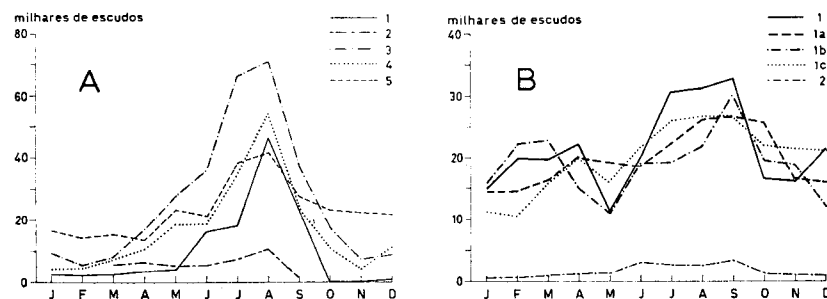 milhares de escudos
80
60
40
20
0
J F M A M J J A S O N D
A
1
2
3
4
5
milhares de escudos
40
30
20
10
0
J F M A M J J A S O N D
B
1
1a
1b
1c
2